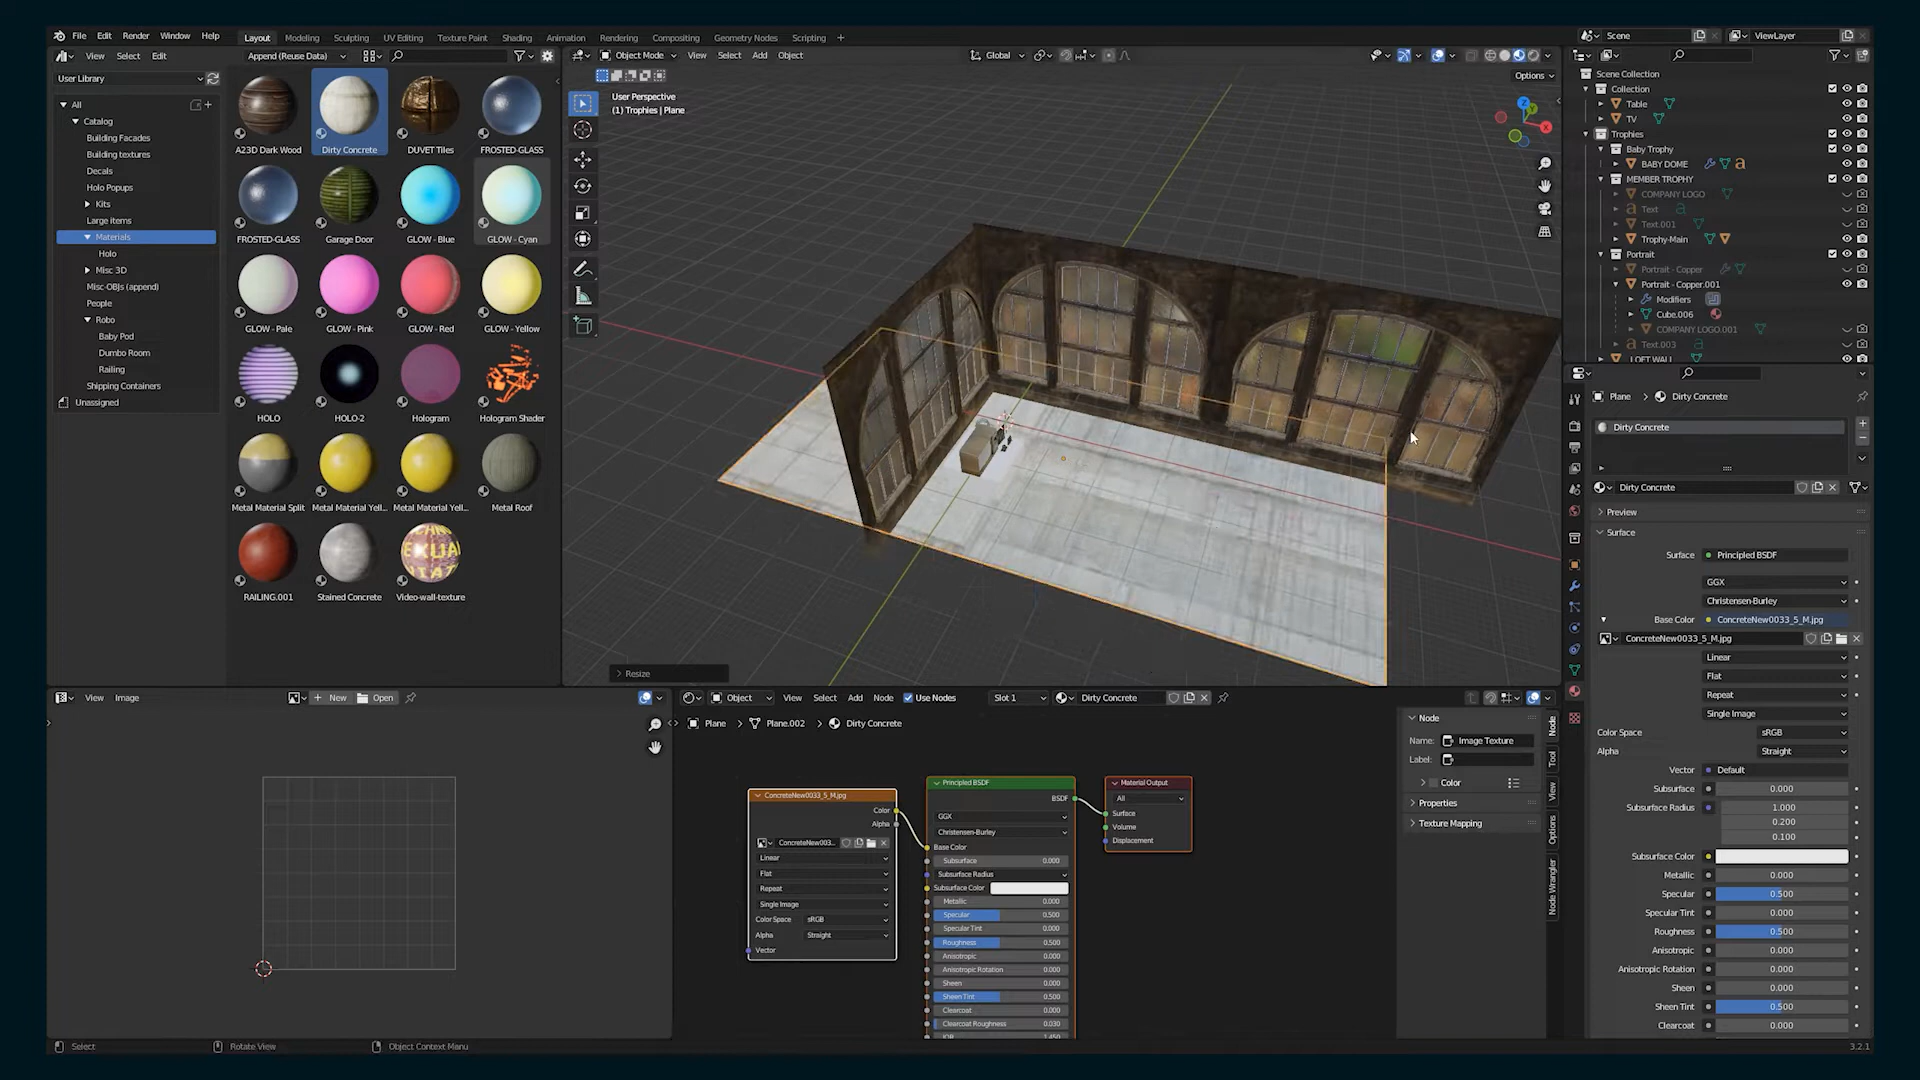 File Edit Render Window Help Layout Modeling Sculpting UV Editing Texture Paint Shading Animation Rendering Compositing Geometry Nodes Scripting + Scene ViewLayer
View Select Edit Append (Reuse Data) Object Mode View Select Add Object Global
Options
User Library
All
Catalog
Building Facades
Building textures
Decals
Holo Popups
Kits
Large items
Materials
Holo
Misc 3D
Misc-OBJs (append)
People
Robo
Baby Pod
Dumbo Room
Railing
Shipping Containers
Unassigned
A23D Dark Wood Dirty Concrete DUVET Tiles FROSTED-GLASS
FROSTED-GLASS Garage Door GLOW - Blue GLOW - Cyan
GLOW - Pale GLOW - Pink GLOW - Red GLOW - Yellow
HOLO HOLO-2 Hologram Hologram Shader
Metal Material Split Metal Material Yell... Metal Material Yell... Metal Roof
RAILING.001 Stained Concrete Video-wall-texture
User Perspective
(1) Trophies | Plane
Resize
Scene Collection
Collection
Table
TV
Trophies
Baby Trophy
BABY DOME
MEMBER TROPHY
COMPANY LOGO
Text
Text.001
Trophy-Main
Portrait
Portrait - Copper
Portrait - Copper.001
Modifiers
Cube.006
COMPANY LOGO.001
Text.003
LOFT WALL
Plane > Dirty Concrete
Dirty Concrete
Dirty Concrete
Preview
Surface
Surface Principled BSDF
GGX
Christensen-Burley
Base Color ConcreteNew0033_5_M.jpg
ConcreteNew0033_5_M.jpg
Linear
Flat
Repeat
Single Image
Color Space sRGB
Alpha Straight
Vector Default
Subsurface 0.000
Subsurface Radius 1.000
0.200
0.100
Subsurface Color
Metallic 0.000
Specular 0.500
Specular Tint 0.000
Roughness 0.500
Anisotropic 0.000
Anisotropic Rotation 0.000
Sheen 0.000
Sheen Tint 0.500
Clearcoat 0.000
View Image + New Open
Object View Select Add Node Use Nodes Slot 1 Dirty Concrete
Plane > Plane.002 > Dirty Concrete
ConcreteNew0033_5_M.jpg
Color
Alpha
ConcreteNew003...
Linear
Flat
Repeat
Single Image
Color Space sRGB
Alpha Straight
Vector
Principled BSDF
BSDF
GGX
Christensen-Burley
Base Color
Subsurface 0.000
Subsurface Radius
Subsurface Color
Metallic 0.000
Specular 0.500
Specular Tint 0.000
Roughness 0.500
Anisotropic 0.000
Anisotropic Rotation 0.000
Sheen 0.000
Sheen Tint 0.500
Clearcoat 0.000
Clearcoat Roughness 0.030
Material Output
All
Surface
Volume
Displacement
Node
Name: Image Texture
Label:
Color
Properties
Texture Mapping
Node
Tool
View
Options
Node Wrangler
Select Rotate View Object Context Menu 3.2.1